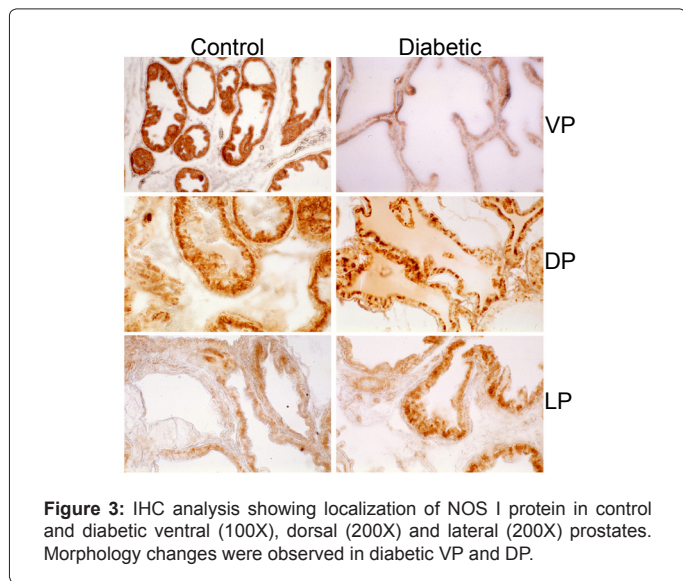 Control Diabetic
VP
DP
LP
Figure 3: IHC analysis showing localization of NOS I protein in control
and diabetic ventral (100X), dorsal (200X) and lateral (200X) prostates.
Morphology changes were observed in diabetic VP and DP.